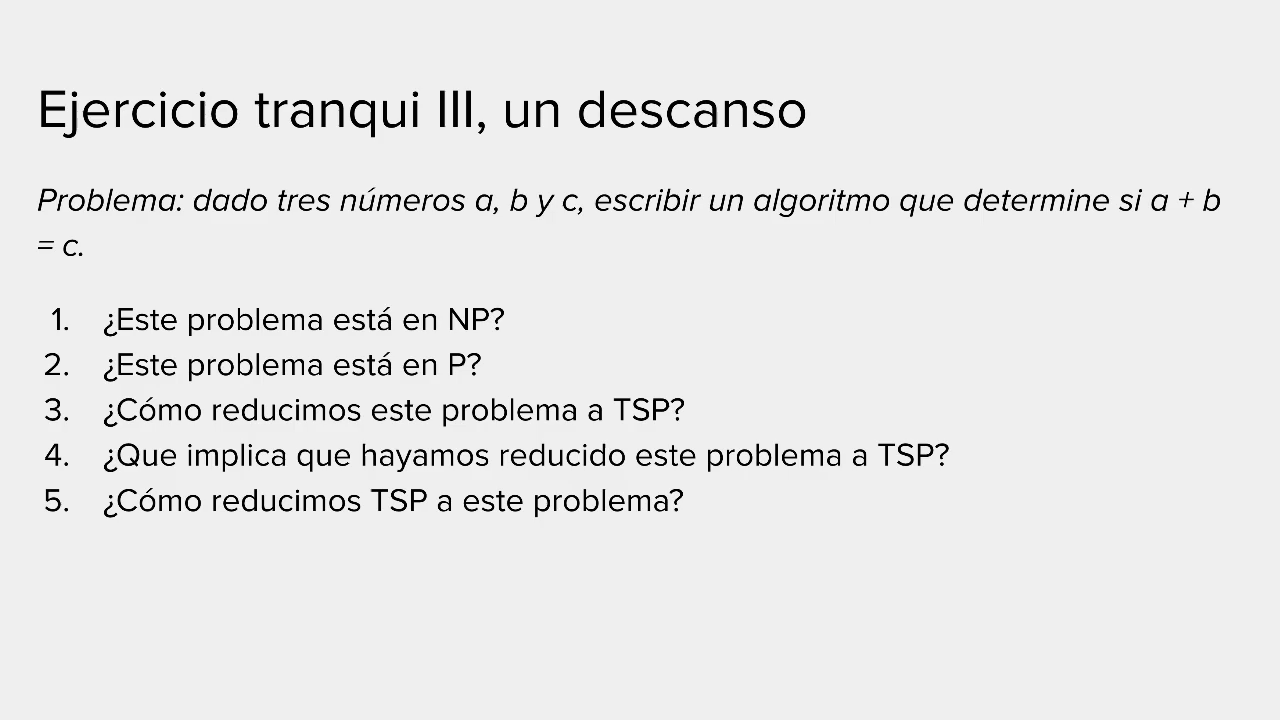 Ejercicio tranqui III, un descanso
Problema: dado tres números a, b y c, escribir un algoritmo que determine si a + b
= c.
1. ¿Este problema está en NP?
2. ¿Este problema está en P?
3. ¿Cómo reducimos este problema a TSP?
4. ¿Que implica que hayamos reducido este problema a TSP?
5. ¿Cómo reducimos TSP a este problema?